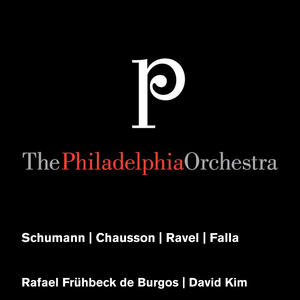 p
ThePhiladelphiaOrchestra
Schumann | Chausson | Ravel | Falla
Rafael Frühbeck de Burgos | David Kim